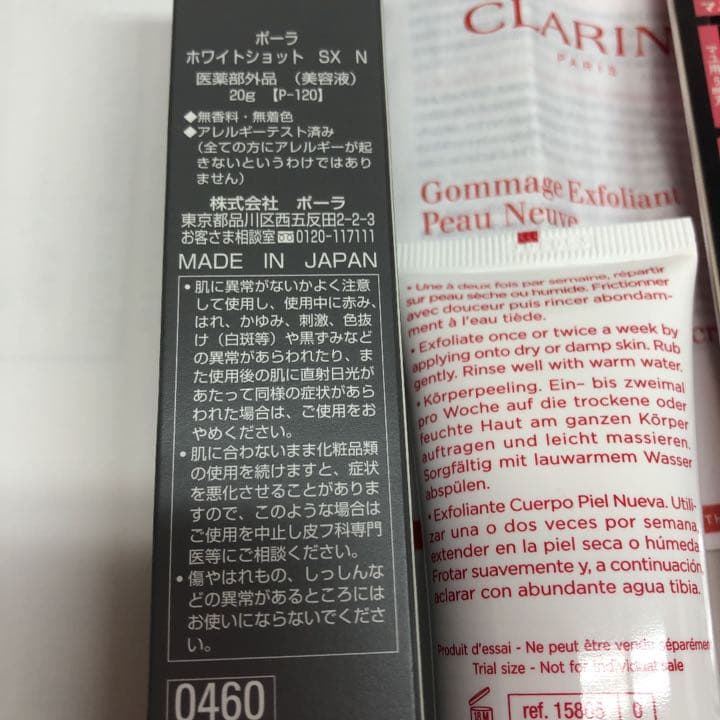 ポーラ
ホワイトショット SX N
医薬部外品 （美容液）
20g 【P-120】
◆無香料・無着色
◆アレルギーテスト済み
（全ての方にアレルギーが起
きないというわけではあり
ません）
株式会社 ポーラ
東京都品川区西五反田2-2-3
お客さま相談室 0120-117111
MADE IN JAPAN
• 肌に異常がないかよく注意
して使用し、使用中に赤み、
はれ、かゆみ、刺激、色抜
け（白斑等）や黒ずみなど
の異常があらわれたり、ま
た使用後の肌に直射日光が
あたって同様の症状があら
われた場合は、ご使用をお
やめください。
• 肌に合わないまま化粧品類
の使用を続けますと、症状
を悪化させることがありま
すので、このような場合は
ご使用を中止し皮フ科専門
医等にご相談ください。
• 傷やはれもの、しっしんな
どの異常があるところには
お使いにならないでくださ
い。
0460
CLARIN
PARIS
Gommage Exfoliant
Peau Neuve
• Une à deux fois par semaine, répartir
sur peau sèche ou humide. Frictionner
avec douceur puis rincer abondam-
ment à l'eau tiède.
• Exfoliate once or twice a week by
applying onto dry or damp skin. Rub
gently. Rinse well with warm water.
• Körperpeeling. Ein- bis zweimal
pro Woche auf die trockene oder
feuchte Haut am ganzen Körper
auftragen und leicht massieren.
Sorgfältig mit lauwarmem Wasser
abspülen.
• Exfoliante Cuerpo Piel Nueva. Utili-
zar una o dos veces por semana,
extender en la piel seca o húmeda.
Frotar suavemente y, a continuación,
aclarar con abundante agua tibia.
Produit d'essai - Ne peut être vendu séparément
Trial size - Not for individual sale
18M
ref. 15805 0